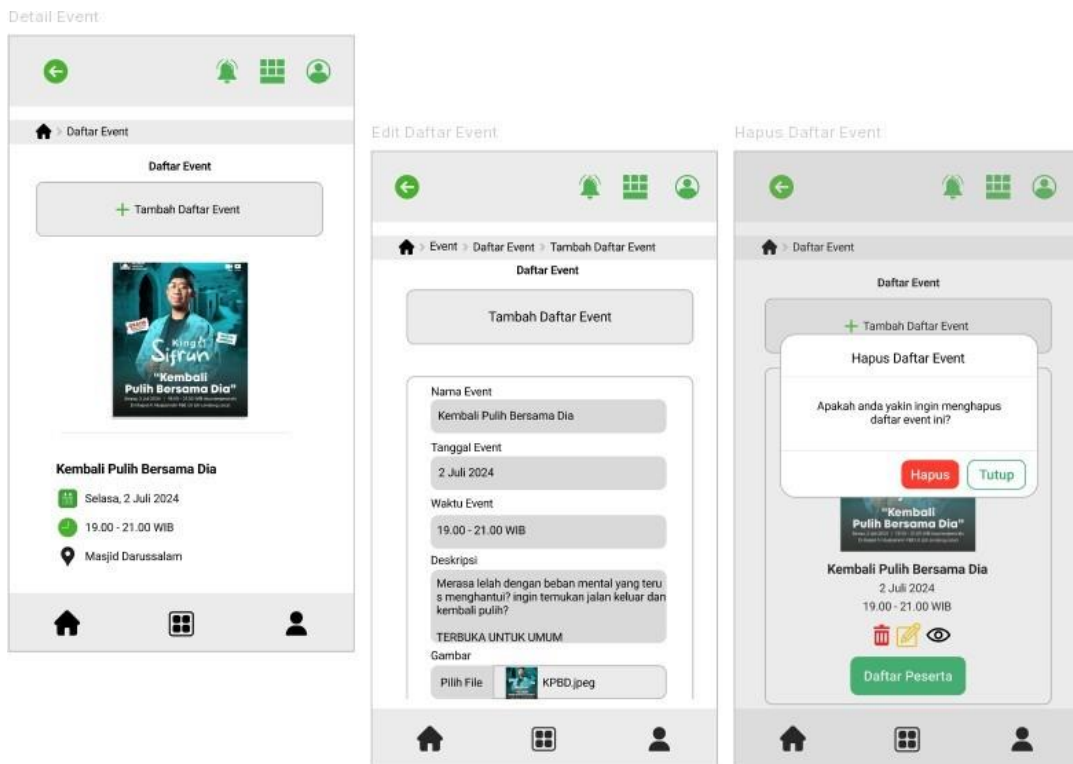 Detail Event
Daftar Event
Daftar Event
+ Tambah Daftar Event
King
Sifrun
"Kembali
Pulih Bersama Dia"
Kembali Pulih Bersama Dia
Selasa, 2 Juli 2024
19.00 - 21.00 WIB
Masjid Darussalam
Edit Daftar Event
> Event > Daftar Event > Tambah Daftar Event
Daftar Event
Tambah Daftar Event
Nama Event
Kembali Pulih Bersama Dia
Tanggal Event
2 Juli 2024
Waktu Event
19.00 - 21.00 WIB
Deskripsi
Merasa lelah dengan beban mental yang teru
s menghantui? ingin temukan jalan keluar dan
kembali pulih?
TERBUKA UNTUK UMUM
Gambar
Pilih File KPBD.jpeg
Hapus Daftar Event
> Daftar Event
Daftar Event
+ Tambah Daftar Event
Hapus Daftar Event
Apakah anda yakin ingin menghapus
daftar event ini?
Hapus Tutup
"Kembali
Pulih Bersama Dia"
Kembali Pulih Bersama Dia
2 Juli 2024
19.00 - 21.00 WIB
Daftar Peserta